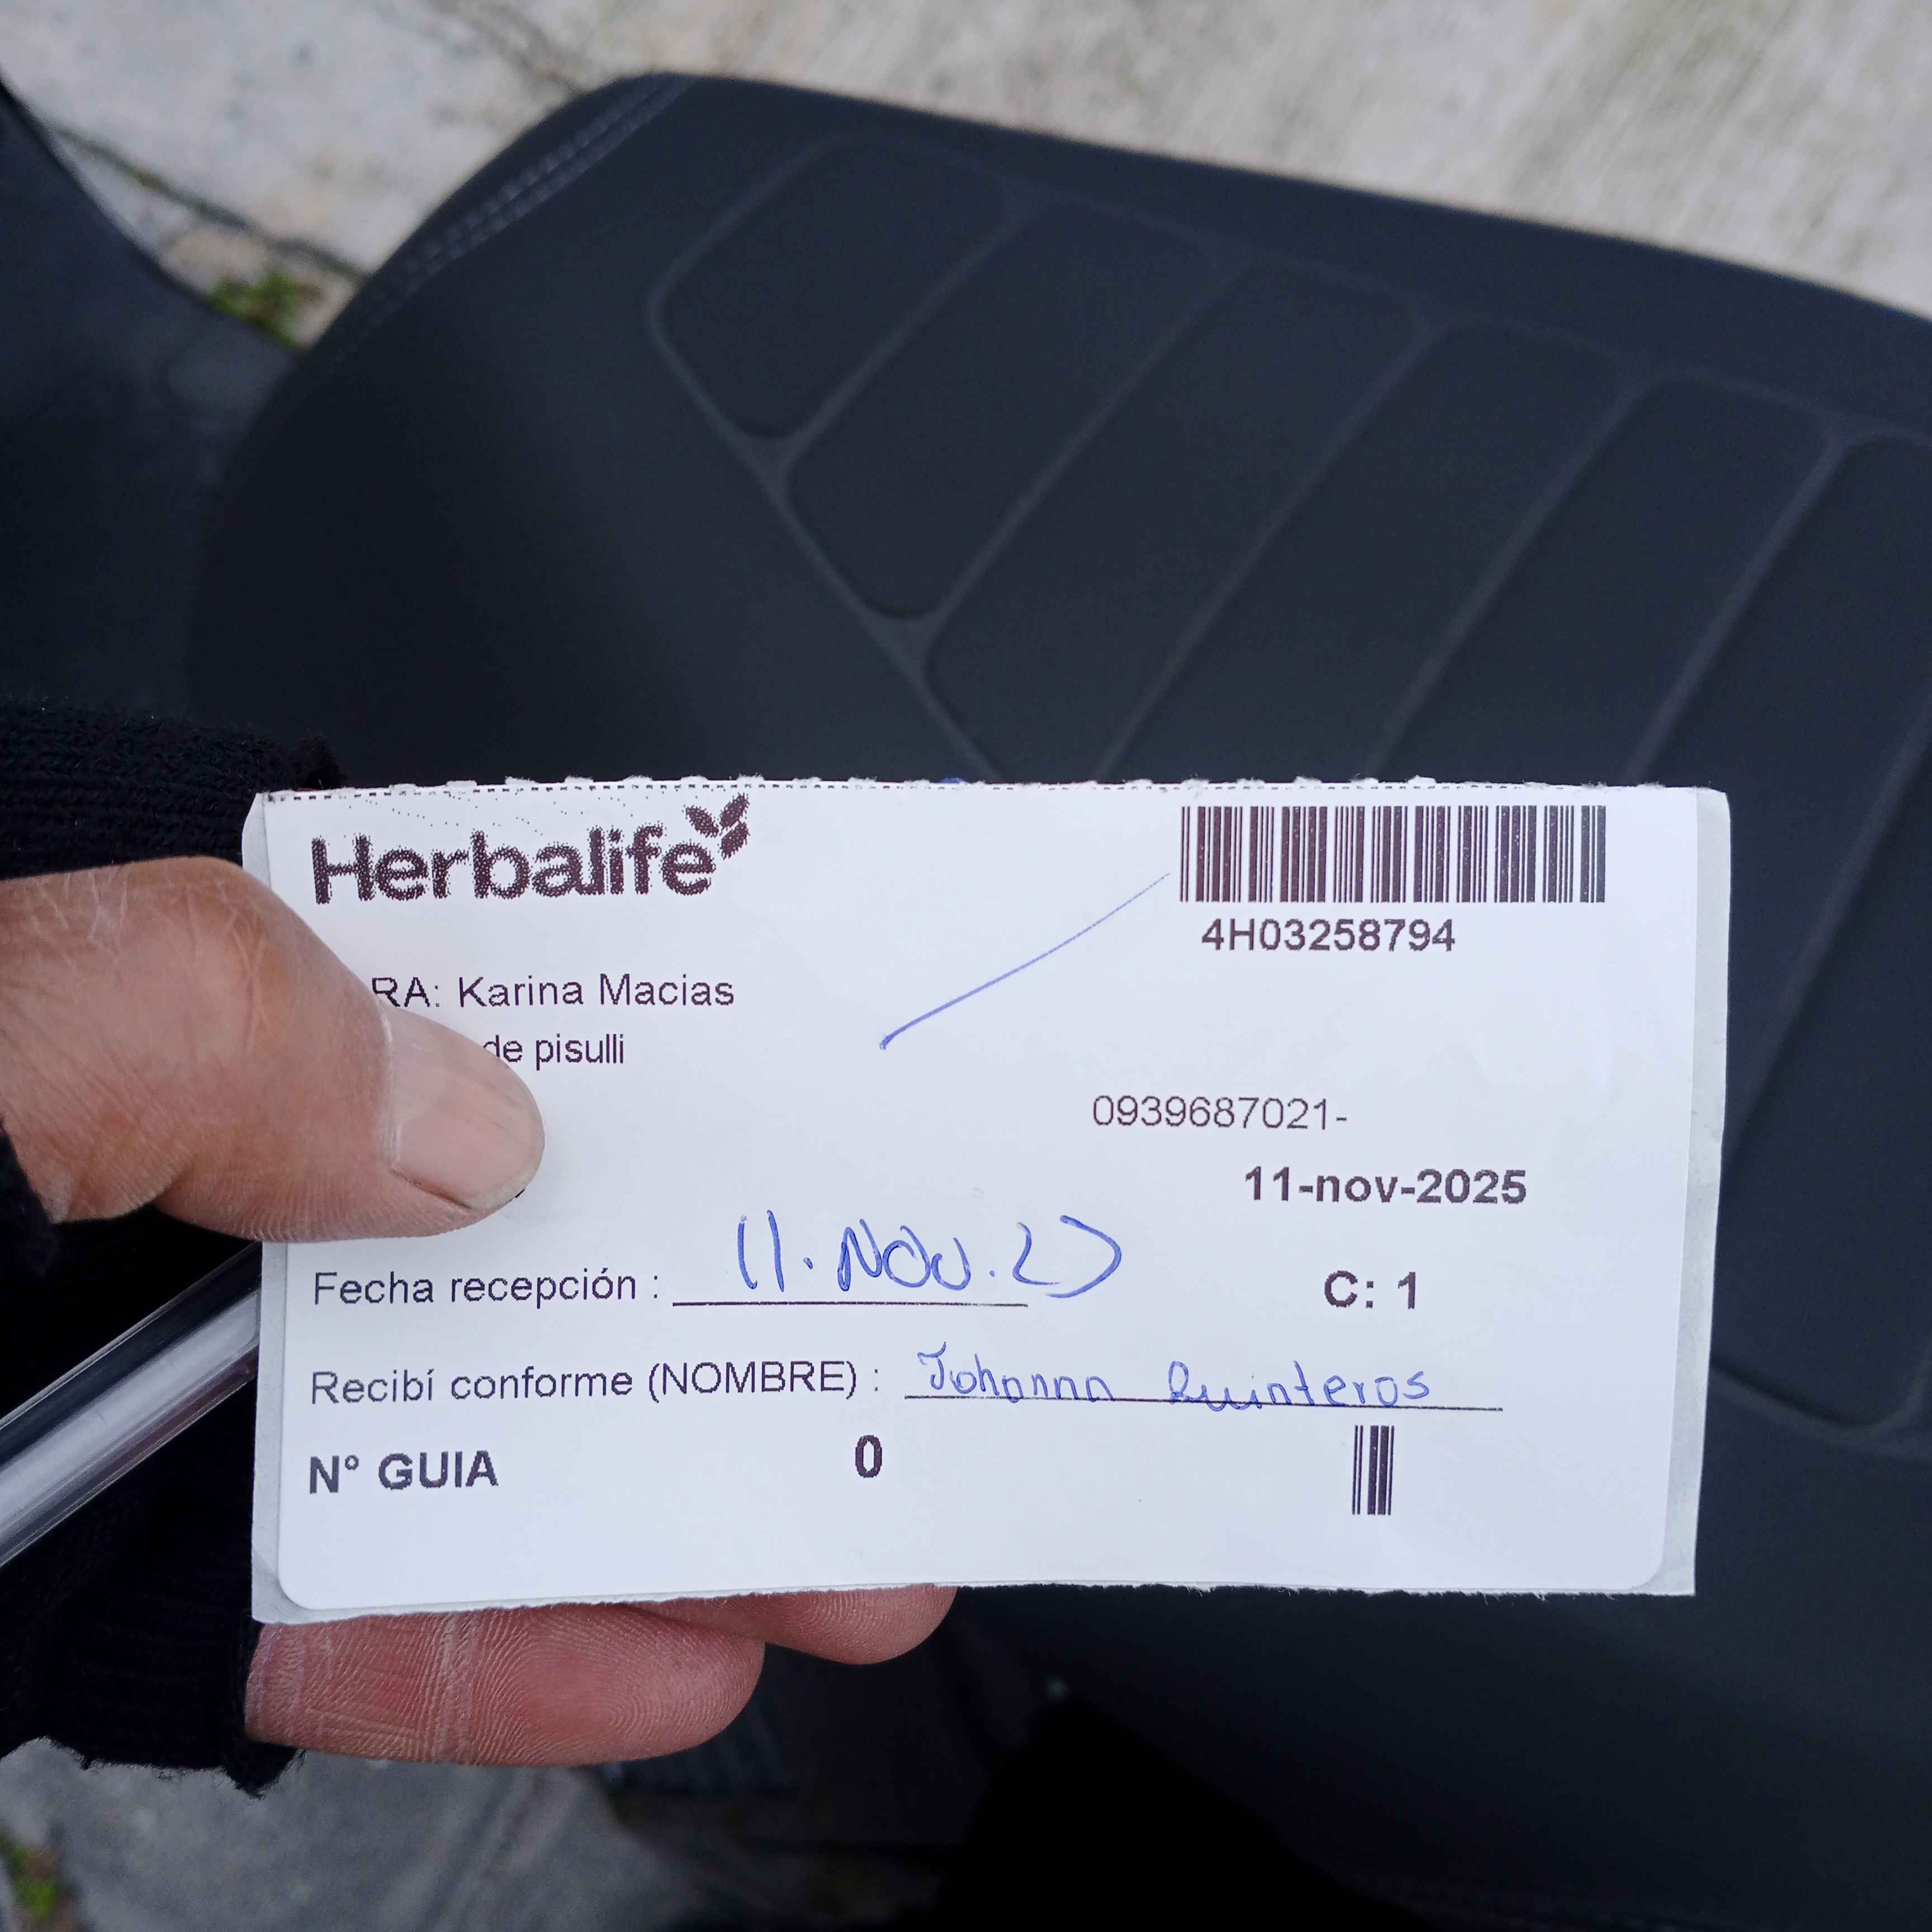 Herbalife
4H03258794
RA: Karina Macias
de pisulli
0939687021-
11-nov-2025
Fecha recepción : 11. Nov. 25
C: 1
Recibí conforme (NOMBRE) : Johanna Quinteros
N° GUIA 0